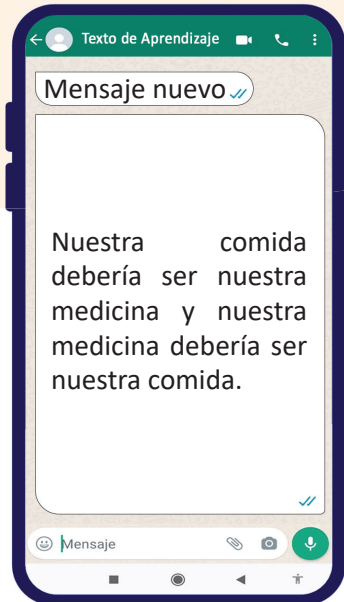 Texto de Aprendizaje
Mensaje nuevo
Nuestra comida
debería ser nuestra
medicina y nuestra
medicina debería ser
nuestra comida.
Mensaje